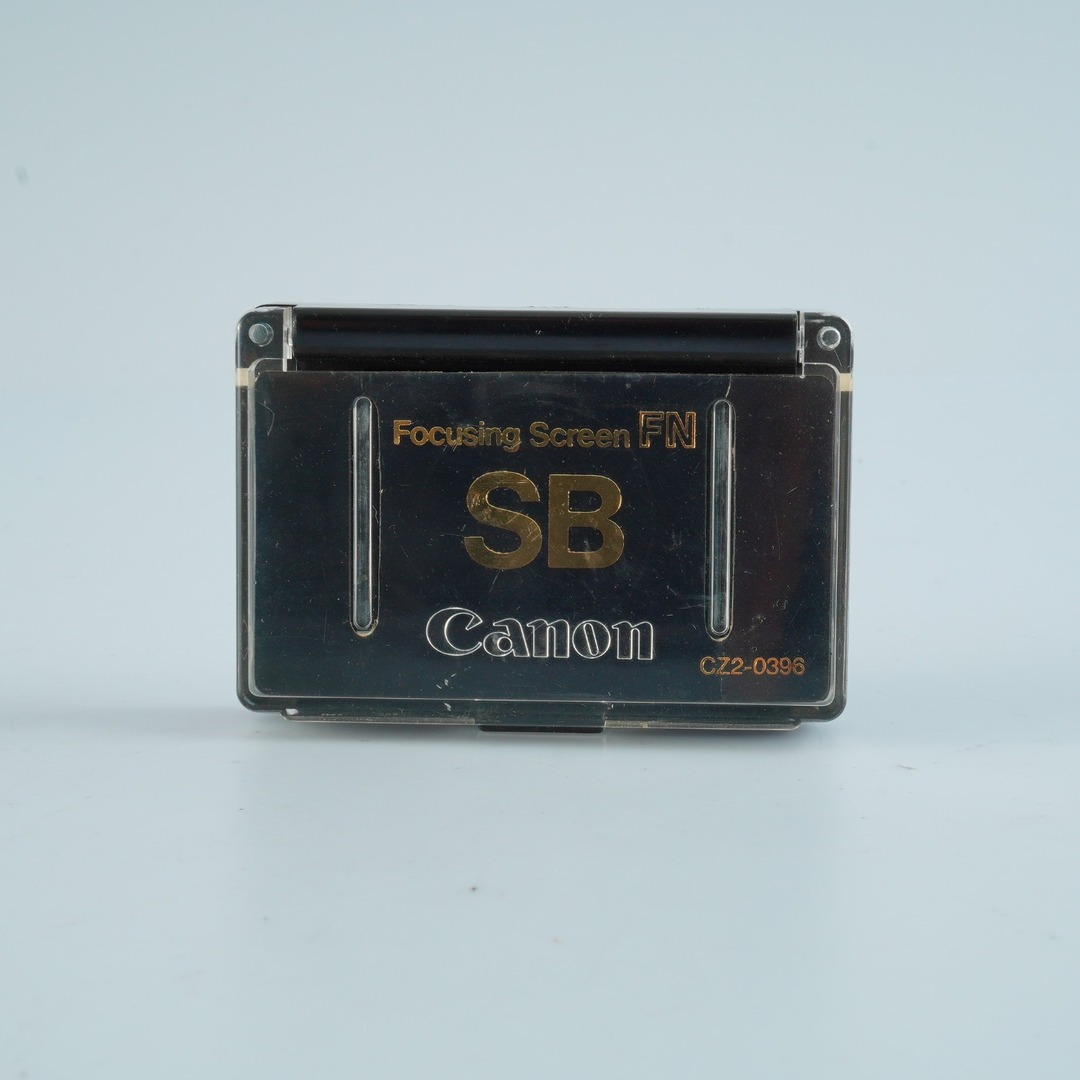 Focusing Screen FN
SB
Canon
CZ2-0396